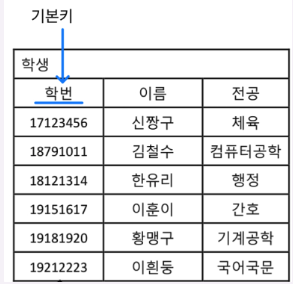 기본키
학생
학번 이름 전공
17123456 신짱구 체육
18791011 김철수 컴퓨터공학
18121314 한유리 행정
19151617 이훈이 간호
19181920 황맹구 기계공학
19212223 이흰둥 국어국문